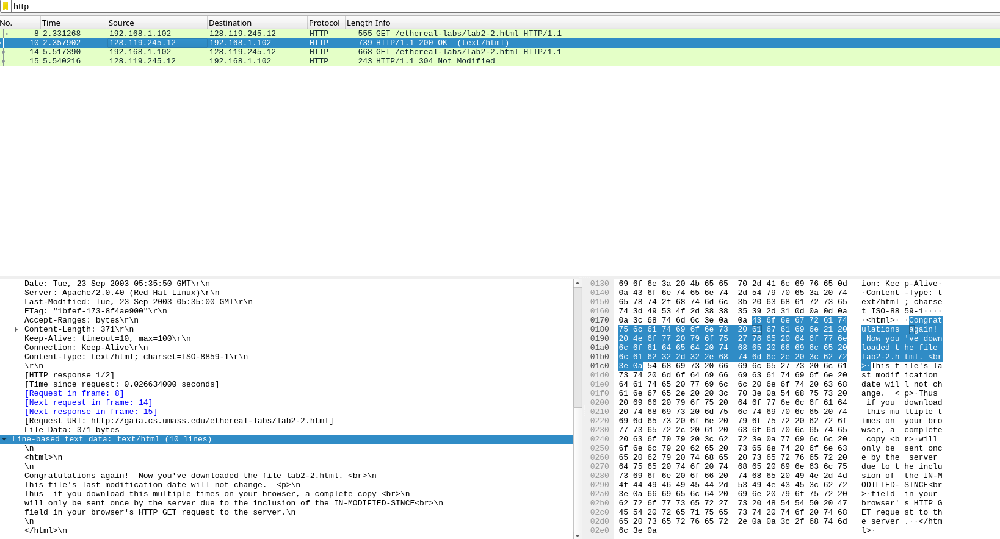 http
No. Time Source Destination Protocol Length Info
8 2.331268 192.168.1.102 128.119.245.12 HTTP 555 GET /ethereal-labs/lab2-2.html HTTP/1.1
10 2.357902 128.119.245.12 192.168.1.102 HTTP 739 HTTP/1.1 200 OK  (text/html)
14 5.517390 192.168.1.102 128.119.245.12 HTTP 668 GET /ethereal-labs/lab2-2.html HTTP/1.1
15 5.540216 128.119.245.12 192.168.1.102 HTTP 243 HTTP/1.1 304 Not Modified
Date: Tue, 23 Sep 2003 05:35:50 GMT\r\n
Server: Apache/2.0.40 (Red Hat Linux)\r\n
Last-Modified: Tue, 23 Sep 2003 05:35:00 GMT\r\n
ETag: "1bfef-173-8f4ae900"\r\n
Accept-Ranges: bytes\r\n
Content-Length: 371\r\n
Keep-Alive: timeout=10, max=100\r\n
Connection: Keep-Alive\r\n
Content-Type: text/html; charset=ISO-8859-1\r\n
\r\n
[HTTP response 1/2]
[Time since request: 0.026634000 seconds]
[Request in frame: 8]
[Next request in frame: 14]
[Next response in frame: 15]
[Request URI: http://gaia.cs.umass.edu/ethereal-labs/lab2-2.html]
File Data: 371 bytes
Line-based text data: text/html (10 lines)
\n
<html>\n
\n
Congratulations again!  Now you've downloaded the file lab2-2.html. <br>\n
This file's last modification date will not change.  <p>\n
Thus  if you download this multiple times on your browser, a complete copy <br>\n
will only be sent once by the server due to the inclusion of the IN-MODIFIED-SINCE<br>\n
field in your browser's HTTP GET request to the server.\n
\n
</html>\n
0130 69 6f 6e 3a 20 4b 65 65 70 2d 41 6c 69 76 65 0d ion: Kee p-Alive·
0140 0a 43 6f 6e 74 65 6e 74 2d 54 79 70 65 3a 20 74 ·Content -Type: t
0150 65 78 74 2f 68 74 6d 6c 3b 20 63 68 61 72 73 65 ext/html ; charse
0160 74 3d 49 53 4f 2d 38 38 35 39 2d 31 0d 0a 0d 0a t=ISO-88 59-1····
0170 0a 3c 68 74 6d 6c 3e 0a 0a 43 6f 6e 67 72 61 74 ·<html>· ·Congrat
0180 75 6c 61 74 69 6f 6e 73 20 61 67 61 69 6e 21 20 ulations  again!
0190 20 4e 6f 77 20 79 6f 75 27 76 65 20 64 6f 77 6e  Now you 've down
01a0 6c 6f 61 64 65 64 20 74 68 65 20 66 69 6c 65 20 loaded t he file
01b0 6c 61 62 32 2d 32 2e 68 74 6d 6c 2e 20 3c 62 72 lab2-2.h tml. <br
01c0 3e 0a 54 68 69 73 20 66 69 6c 65 27 73 20 6c 61 >·This f ile's la
01d0 73 74 20 6d 6f 64 69 66 69 63 61 74 69 6f 6e 20 st modif ication
01e0 64 61 74 65 20 77 69 6c 6c 20 6e 6f 74 20 63 68 date wil l not ch
01f0 61 6e 67 65 2e 20 20 3c 70 3e 0a 54 68 75 73 20 ange.  < p>·Thus
0200 20 69 66 20 79 6f 75 20 64 6f 77 6e 6c 6f 61 64  if you  download
0210 20 74 68 69 73 20 6d 75 6c 74 69 70 6c 65 20 74  this mu ltiple t
0220 69 6d 65 73 20 6f 6e 20 79 6f 75 72 20 62 72 6f imes on  your bro
0230 77 73 65 72 2c 20 61 20 63 6f 6d 70 6c 65 74 65 wser, a  complete
0240 20 63 6f 70 79 20 3c 62 72 3e 0a 77 69 6c 6c 20  copy <b r>·will
0250 6f 6e 6c 79 20 62 65 20 73 65 6e 74 20 6f 6e 63 only be  sent onc
0260 65 20 62 79 20 74 68 65 20 73 65 72 76 65 72 20 e by the  server
0270 64 75 65 20 74 6f 20 74 68 65 20 69 6e 63 6c 75 due to t he inclu
0280 73 69 6f 6e 20 6f 66 20 74 68 65 20 49 4e 2d 4d sion of  the IN-M
0290 4f 44 49 46 49 45 44 2d 53 49 4e 43 45 3c 62 72 ODIFIED- SINCE<br
02a0 3e 0a 66 69 65 6c 64 20 69 6e 20 79 6f 75 72 20 >·field  in your
02b0 62 72 6f 77 73 65 72 27 73 20 48 54 54 50 20 47 browser' s HTTP G
02c0 45 54 20 72 65 71 75 65 73 74 20 74 6f 20 74 68 ET reque st to th
02d0 65 20 73 65 72 76 65 72 2e 0a 0a 3c 2f 68 74 6d e server .··</htm
02e0 6c 3e 0a l>·